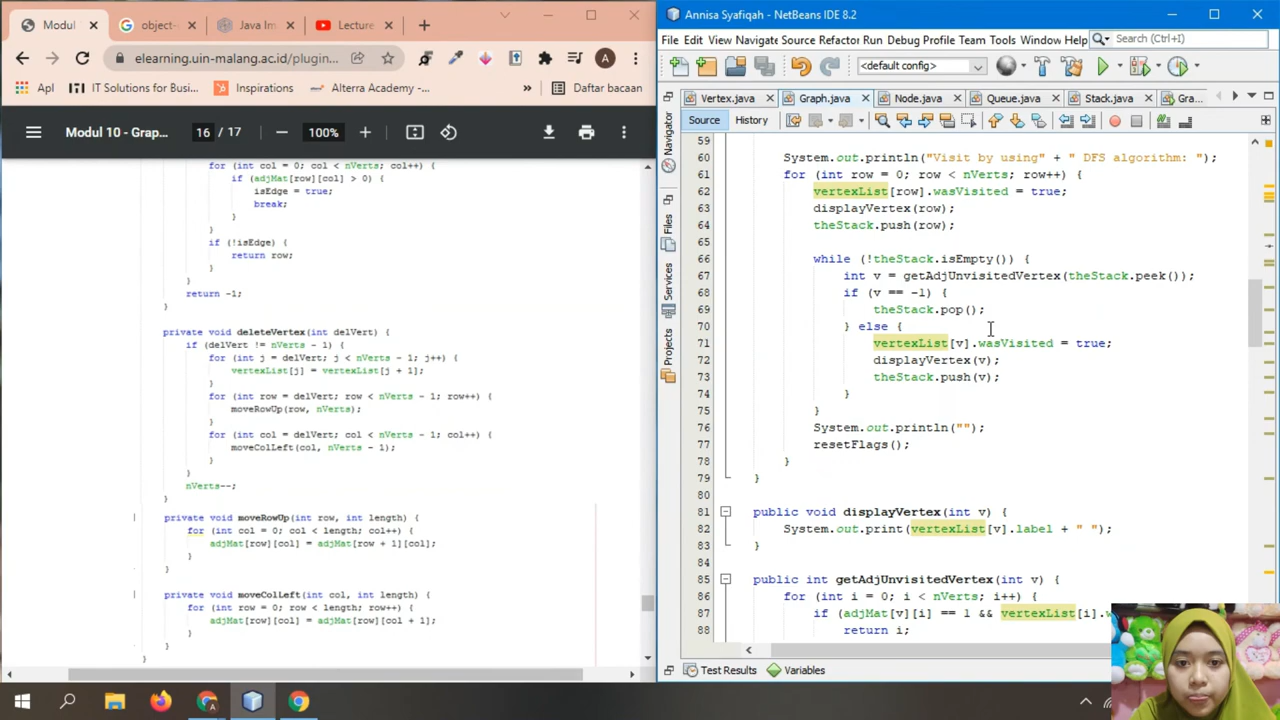 Modul
object-
Java Im
Lecture
elearning.uin-malang.ac.id/plugin...
A
Apl
IT Solutions for Busi...
Inspirations
Alterra Academy -...
»
Daftar bacaan
Modul 10 - Grap...
16 / 17
100%
for (int col = 0; col < nVerts; col++) {
if (adjMat[row][col] > 0) {
isEdge = true;
break;
}
}
if (!isEdge) {
return row;
}
}
return -1;
}
private void deleteVertex(int delVert) {
if (delVert != nVerts - 1) {
for (int j = delVert; j < nVerts - 1; j++) {
vertexList[j] = vertexList[j + 1];
}
for (int row = delVert; row < nVerts - 1; row++) {
moveRowUp(row, nVerts);
}
for (int col = delVert; col < nVerts - 1; col++) {
moveColLeft(col, nVerts - 1);
}
}
nVerts--;
}
private void moveRowUp(int row, int length) {
for (int col = 0; col < length; col++) {
adjMat[row][col] = adjMat[row + 1][col];
}
}
private void moveColLeft(int col, int length) {
for (int row = 0; row < length; row++) {
adjMat[row][col] = adjMat[row][col + 1];
}
}
}
Annisa Syafiqah - NetBeans IDE 8.2
File Edit View Navigate Source Refactor Run Debug Profile Team Tools Window Help
Search (Ctrl+I)
<default config>
Vertex.java
Graph.java
Node.java
Queue.java
Stack.java
Gra...
Source
History
Navigator
Files
Services
Projects
59
60 System.out.println("Visit by using" + " DFS algorithm: ");
61 for (int row = 0; row < nVerts; row++) {
62 vertexList[row].wasVisited = true;
63 displayVertex(row);
64 theStack.push(row);
65
66 while (!theStack.isEmpty()) {
67 int v = getAdjUnvisitedVertex(theStack.peek());
68 if (v == -1) {
69 theStack.pop();
70 } else {
71 vertexList[v].wasVisited = true;
72 displayVertex(v);
73 theStack.push(v);
74 }
75 }
76 System.out.println("");
77 resetFlags();
78 }
79 }
80
81 public void displayVertex(int v) {
82 System.out.print(vertexList[v].label + " ");
83 }
84
85 public int getAdjUnvisitedVertex(int v) {
86 for (int i = 0; i < nVerts; i++) {
87 if (adjMat[v][i] == 1 && vertexList[i].
88 return i;
Test Results
Variables